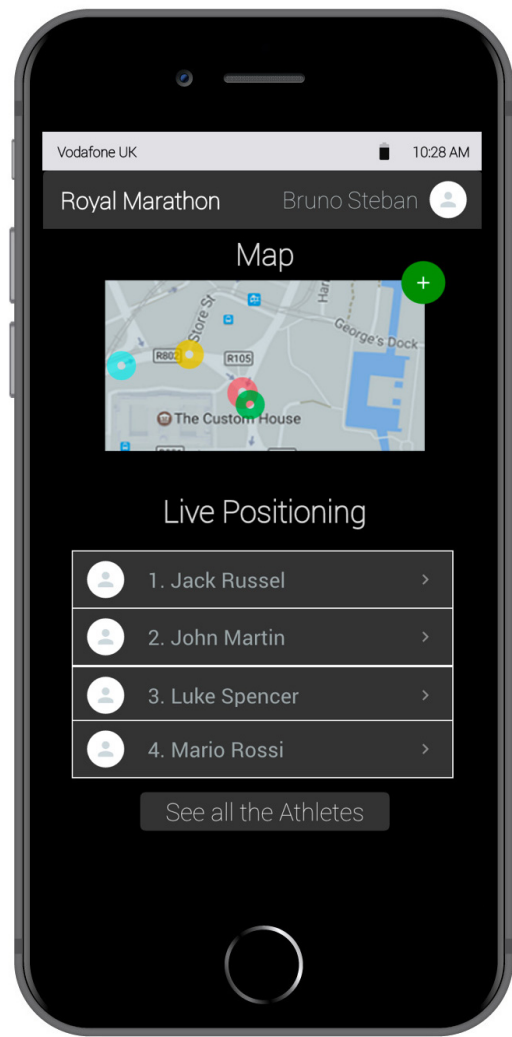 Vodafone UK 10:28 AM
Royal Marathon Bruno Steban
Map
+
Store St
Har
George's Dock
R802
R105
The Custom House
Live Positioning
1. Jack Russel
2. John Martin
3. Luke Spencer
4. Mario Rossi
See all the Athletes